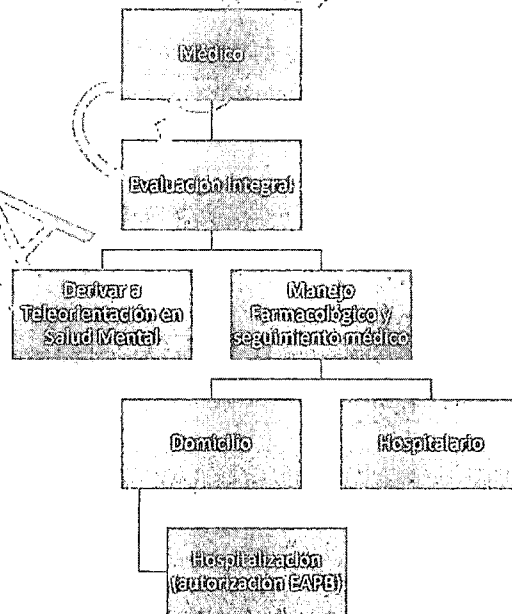 Médico
Evaluación Integral
Derivar a
Teleorientación en
Salud Mental
Manejo
Farmacológico y
seguimiento médico
Domicilio
Hospitalario
Hospitalización
(autorización EAPB)